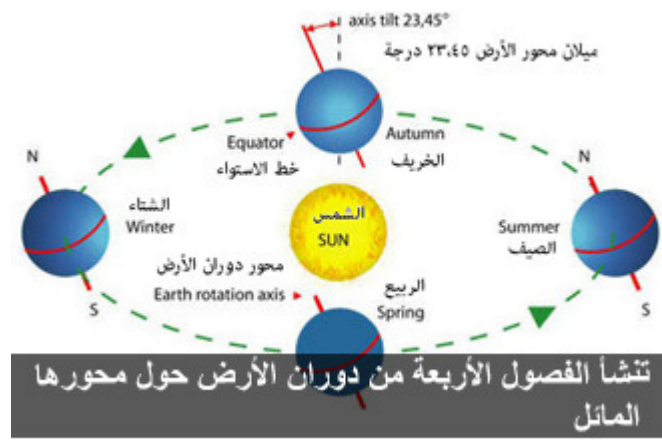 axis tilt 23,45°
ميلان محور الأرض ٢٣،٤٥ درجة
Equator
خط الاستواء
Autumn
الخريف
N
S
الشتاء
Winter
الشمس
SUN
N
S
Summer
الصيف
محور دوران الأرض
Earth rotation axis
الربيع
Spring
تنشأ الفصول الأربعة من دوران الأرض حول محورها
المائل